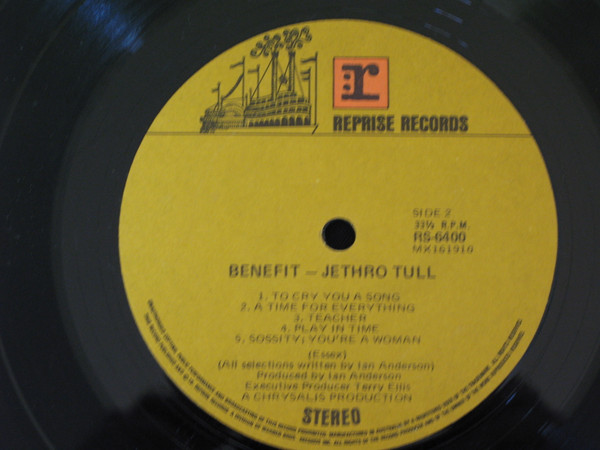 r
REPRISE RECORDS
SIDE 2
33⅓ R.P.M.
RS-6400
MX161916
BENEFIT — JETHRO TULL
1. TO CRY YOU A SONG
2. A TIME FOR EVERYTHING
3. TEACHER
4. PLAY IN TIME
5. SOSSITY; YOU'RE A WOMAN
(Essex)
(All selections written by Ian Anderson)
Produced by Ian Anderson
Executive Producer Terry Ellis
A CHRYSALIS PRODUCTION
STEREO